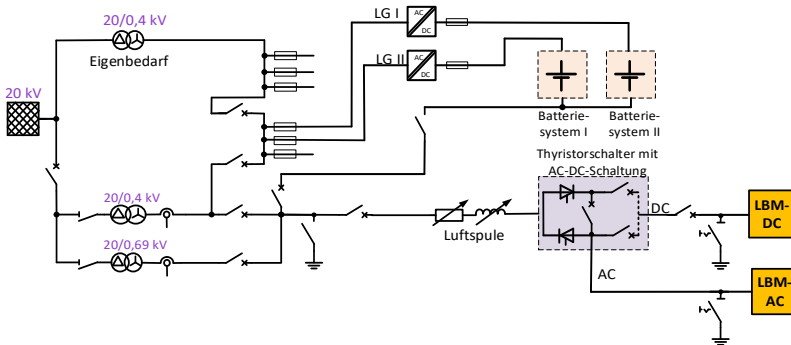 20/0,4 kV
Eigenbedarf
LG I
AC
DC
LG II
AC
DC
20 kV
Batterie-
system I
Batterie-
system II
Thyristorschalter mit
AC-DC-Schaltung
20/0,4 kV
20/0,69 kV
Luftspule
DC
AC
LBM-
DC
LBM-
AC